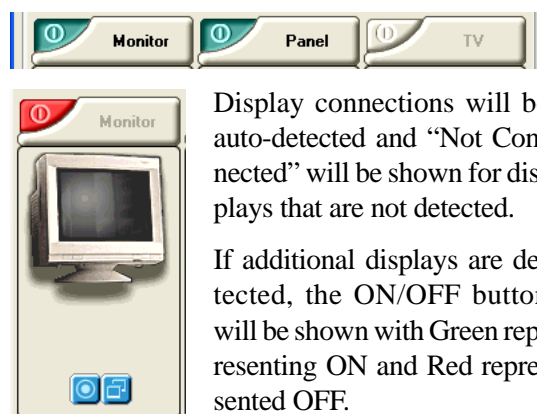 Monitor Panel TV
Monitor
Display connections will b
auto-detected and “Not Con
nected” will be shown for dis
plays that are not detected.
If additional displays are de
tected, the ON/OFF button
will be shown with Green rep
resenting ON and Red repre
sented OFF.